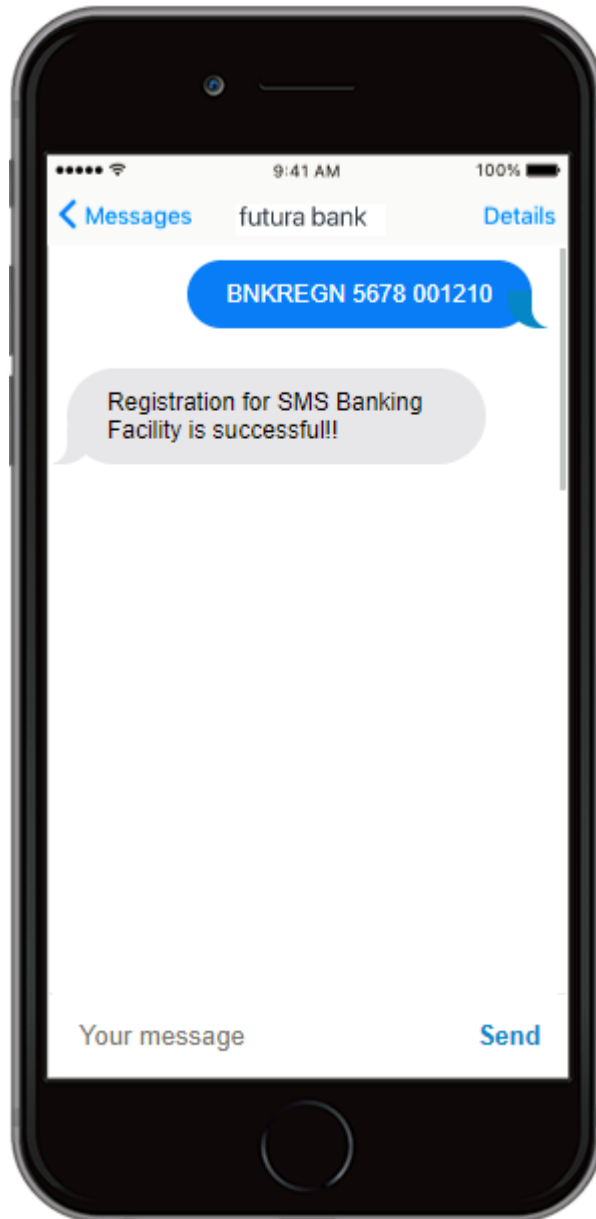 9:41 AM 100%
Messages futura bank Details
BNKREGN 5678 001210
Registration for SMS Banking
Facility is successful!!
Your message Send